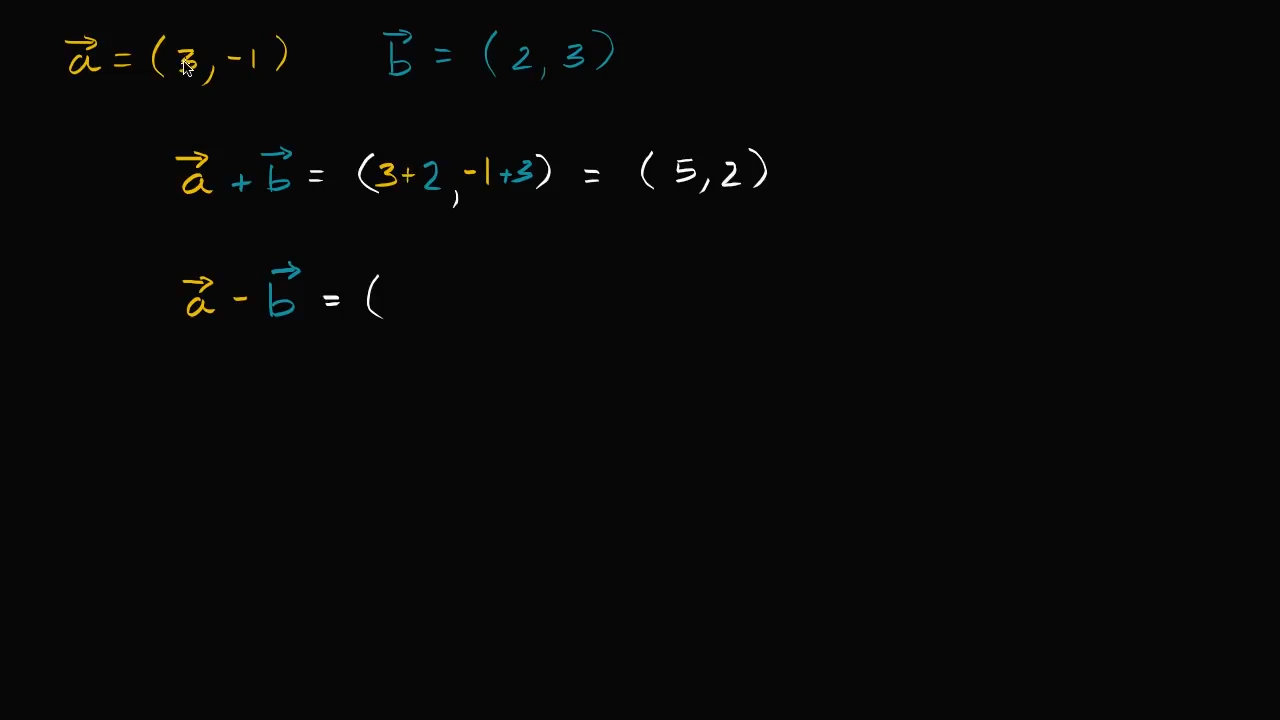 a⃗ = (3, -1) b⃗ = (2, 3)
a⃗ + b⃗ = (3+2, -1+3) = (5, 2)
a⃗ - b⃗ = (